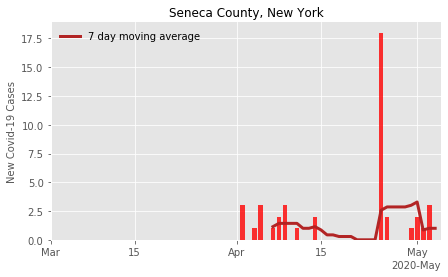 Seneca County, New York
7 day moving average
New Covid-19 Cases
17.5
15.0
12.5
10.0
7.5
5.0
2.5
0.0
Mar
15
Apr
15
May
2020-May